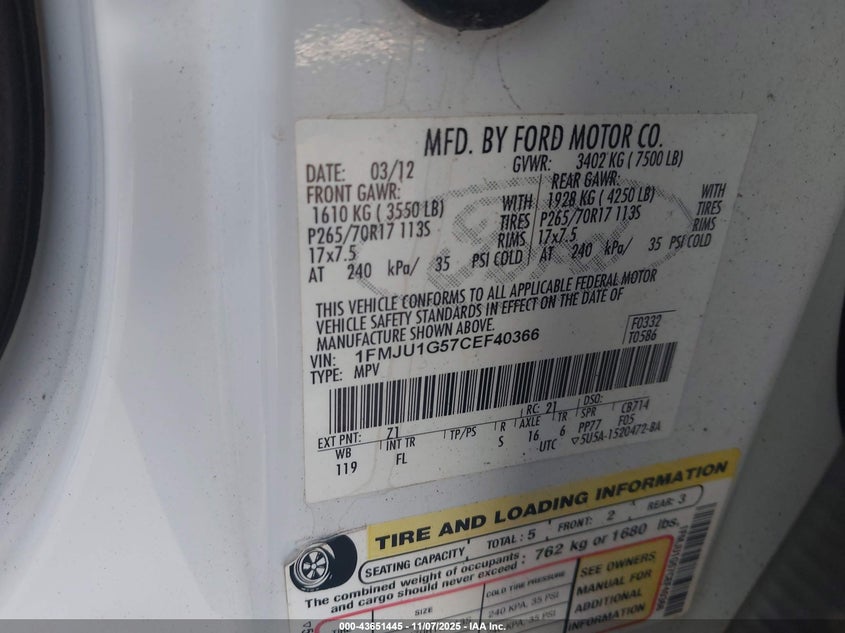 MFD. BY FORD MOTOR CO.
DATE: 03/12 GVWR: 3402 KG (7500 LB)
FRONT GAWR: REAR GAWR:
1610 KG (3550 LB) WITH 1928 KG (4250 LB) WITH
P265/70R17 113S TIRES P265/70R17 113S TIRES
17x7.5 RIMS 17x7.5 RIMS
AT 240 kPa/ 35 PSI COLD AT 240 kPa/ 35 PSI COLD
THIS VEHICLE CONFORMS TO ALL APPLICABLE FEDERAL MOTOR
VEHICLE SAFETY STANDARDS IN EFFECT ON THE DATE OF
MANUFACTURE SHOWN ABOVE.
VIN: 1FMJU1G57CEF40366 F0332
TYPE: MPV T0586
EXT PNT: Z1 RC: 21 DSO:
WB INT TR TP/PS R AXLE TR SPR CB714
119 FL S 16 6 PP77 F05
UTC ▽5U5A-1520472-BA
TIRE AND LOADING INFORMATION
SEATING CAPACITY TOTAL: 5 FRONT: 2 REAR: 3
The combined weight of occupants
and cargo should never exceed: 762 kg or 1680 lbs.
SIZE COLD TIRE PRESSURE
240 KPA, 35 PSI
SEE OWNERS
MANUAL FOR
ADDITIONAL
INFORMATION
000-43651445 - 11/07/2025 - IAA Inc.